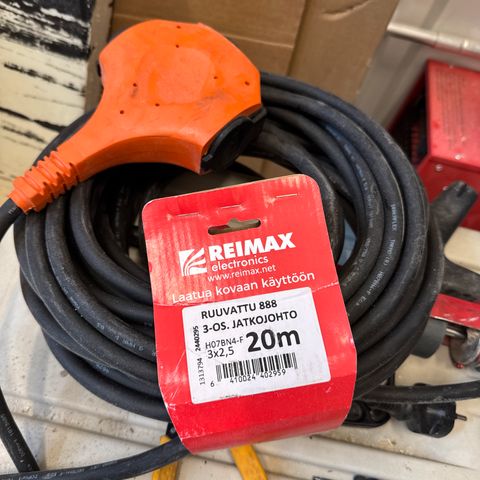 REIMAX
electronics
www.reimax.net
Laatua kovaan käyttöön
RUUVATTU 888
3-OS. JATKOJOHTO
H07BN4-F
3x2,5 20m
1313794 2440295
6 410024 402959